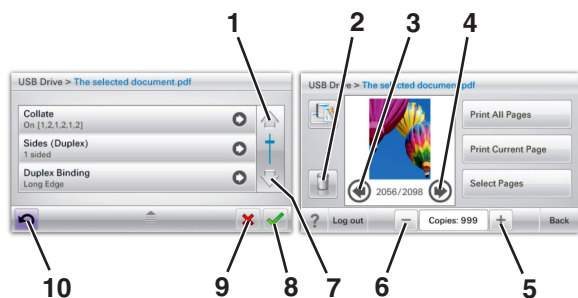 1
2
3
4
USB Drive > The selected document.pdf
Collate
On [1,2,1,2,1,2]
Sides (Duplex)
1 sided
Duplex Binding
Long Edge
USB Drive > The selected document.pdf
Print All Pages
Print Current Page
Select Pages
2056/2098
? Log out
Copies: 999
Back
10
9
8
7
6
5